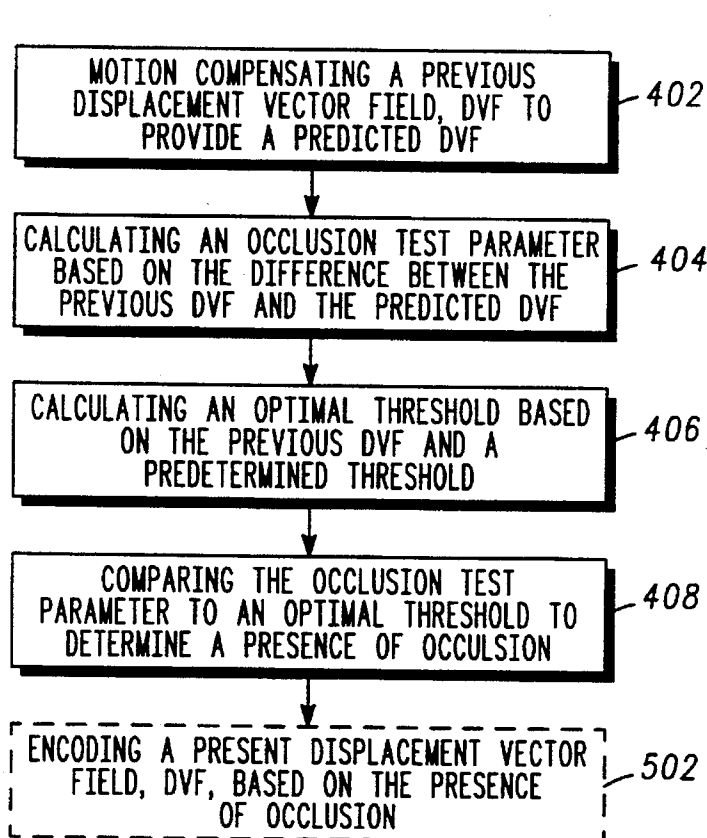 MOTION COMPENSATING A PREVIOUS
DISPLACEMENT VECTOR FIELD, DVF TO
PROVIDE A PREDICTED DVF
402
CALCULATING AN OCCLUSION TEST PARAMETER
BASED ON THE DIFFERENCE BETWEEN THE
PREVIOUS DVF AND THE PREDICTED DVF
404
CALCULATING AN OPTIMAL THRESHOLD BASED
ON THE PREVIOUS DVF AND A
PREDETERMINED THRESHOLD
406
COMPARING THE OCCLUSION TEST
PARAMETER TO AN OPTIMAL THRESHOLD TO
DETERMINE A PRESENCE OF OCCULSION
408
ENCODING A PRESENT DISPLACEMENT VECTOR
FIELD, DVF, BASED ON THE PRESENCE
OF OCCLUSION
502